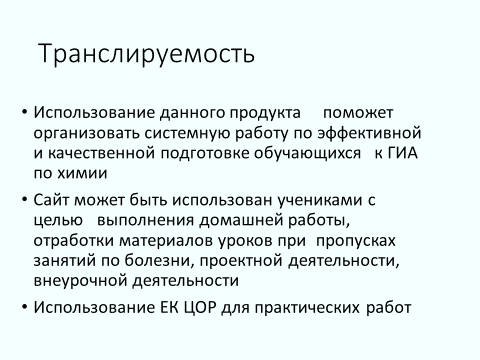 Транслируемость
• Использование данного продукта поможет
организовать системную работу по эффективной
и качественной подготовке обучающихся к ГИА
по химии
• Сайт может быть использован учениками с
целью выполнения домашней работы,
отработки материалов уроков при пропусках
занятий по болезни, проектной деятельности,
внеурочной деятельности
• Использование ЕК ЦОР для практических работ